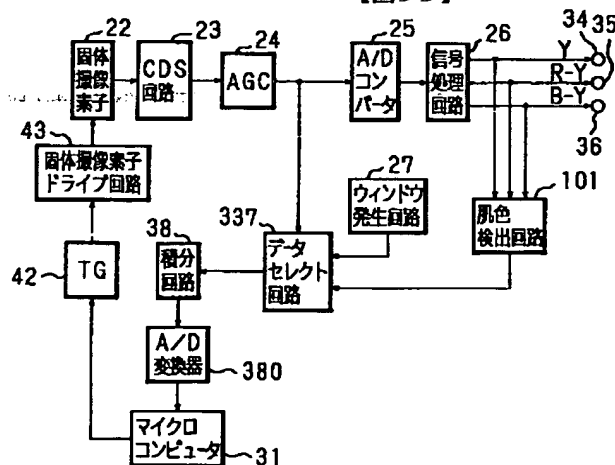 22
固体
撮像
素子
23
CDS
回路
24
AGC
25
A/D
コン
バータ
26
信号
処理
回路
Y
R-Y
B-Y
34
35
36
43
固体撮像素子
ドライブ回路
27
ウィンドウ
発生回路
101
肌色
検出回路
337
データ
セレクト
回路
38
積分
回路
42
TG
A/D
変換器
380
マイクロ
コンピュータ
31